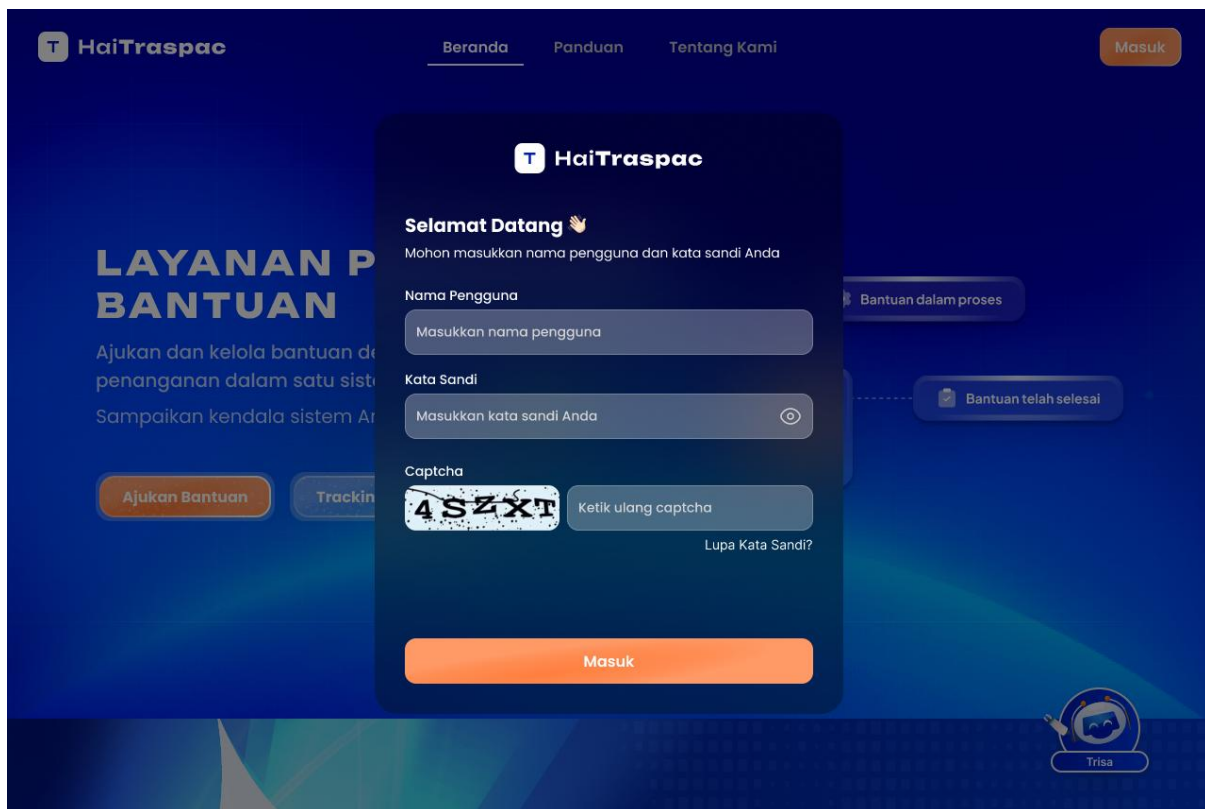 T HaiTraspac
Beranda
Panduan
Tentang Kami
Masuk
T HaiTraspac
Selamat Datang 👋🏻
Mohon masukkan nama pengguna dan kata sandi Anda
Nama Pengguna
Masukkan nama pengguna
Kata Sandi
Masukkan kata sandi Anda
Captcha
4SZXT
Ketik ulang captcha
Lupa Kata Sandi?
Masuk
LAYANAN P
BANTUAN
Ajukan dan kelola bantuan de
penanganan dalam satu siste
Sampaikan kendala sistem An
Ajukan Bantuan
Trackin
Bantuan dalam proses
Bantuan telah selesai
Trisa